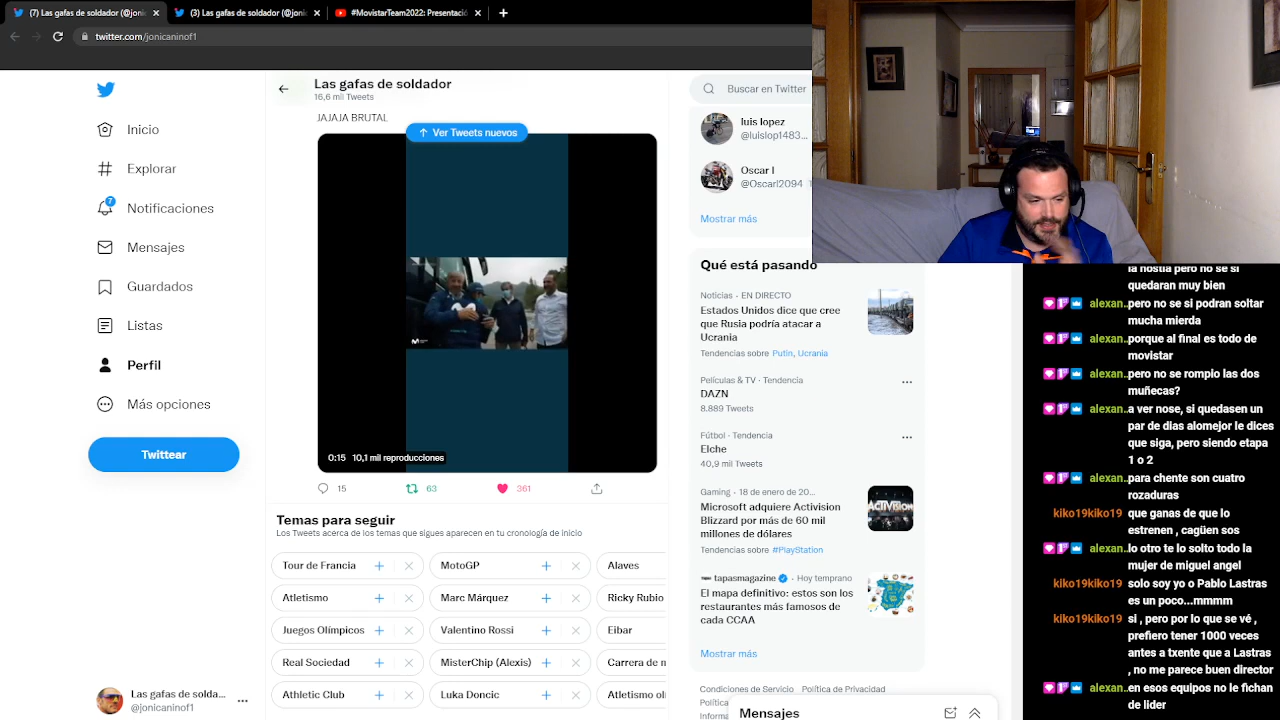 (7) Las gafas de soldador (@joni
(3) Las gafas de soldador (@jonic
#MovistarTeam2022: Presentació
twitter.com/jonicaninof1
Las gafas de soldador
16,6 mil Tweets
Inicio
Explorar
7
Notificaciones
Mensajes
Guardados
Listas
Perfil
Más opciones
Twittear
Las gafas de solda...
@jonicaninof1
JAJAJA BRUTAL
Ver Tweets nuevos
0:15 10,1 mil reproducciones
15
63
361
Temas para seguir
Los Tweets acerca de los temas que sigues aparecen en tu cronología de inicio
Tour de Francia
MotoGP
Alaves
Atletismo
Marc Márquez
Ricky Rubio
Juegos Olímpicos
Valentino Rossi
Eibar
Real Sociedad
MisterChip (Alexis)
Carrera de m
Athletic Club
Luka Doncic
Atletismo olí
Buscar en Twitter
luis lopez
@luislop1483...
Oscar I
@Oscarl2094
Mostrar más
Qué está pasando
Noticias · EN DIRECTO
Estados Unidos dice que cree
que Rusia podría atacar a
Ucrania
Tendencias sobre Putin, Ucrania
Películas & TV · Tendencia
DAZN
8.889 Tweets
Fútbol · Tendencia
Elche
40,9 mil Tweets
Gaming · 18 de enero de 20...
Microsoft adquiere Activision
Blizzard por más de 60 mil
millones de dólares
ACTIVISION
Tendencias sobre #PlayStation
tapasmagazine · Hoy temprano
El mapa definitivo: estos son los
restaurantes más famosos de
cada CCAA
Mostrar más
Condiciones de Servicio Política de Privacidad
Política
Informa
Mensajes
la hostia pero no se si
quedaran muy bien
alexan..pero no se si podran soltar
mucha mierda
alexan..porque al final es todo de
movistar
alexan..pero no se rompio las dos
muñecas?
alexan..a ver nose, si quedasen un
par de dias alomejor le dices
que siga, pero siendo etapa
1 o 2
alexan..para chente son cuatro
rozaduras
kiko19kiko19 que ganas de que lo
estrenen , cagüen sos
alexan..lo otro te lo solto todo la
mujer de miguel angel
kiko19kiko19 solo soy yo o Pablo Lastras
es un poco...mmmm
kiko19kiko19 si , pero por lo que se vé ,
prefiero tener 1000 veces
antes a txente que a Lastras
, no me parece buen director
alexan..en esos equipos no le fichan
de lider